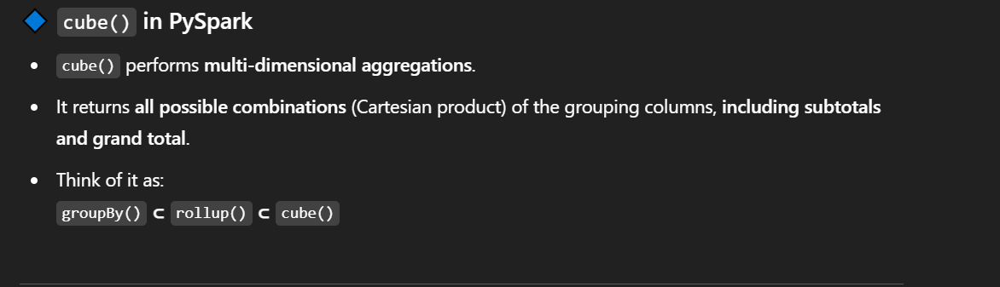 cube() in PySpark
cube() performs multi-dimensional aggregations.
It returns all possible combinations (Cartesian product) of the grouping columns, including subtotals
and grand total.
Think of it as:
groupBy() ⊂ rollup() ⊂ cube()